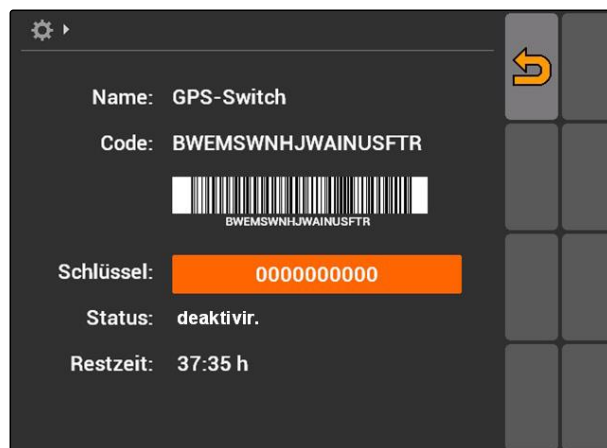 Name: GPS-Switch
Code: BWEMSWNHJWAINUSFTR
BWEMSWNHJWAINUSFTR
Schlüssel: 0000000000
Status: deaktivir.
Restzeit: 37:35 h